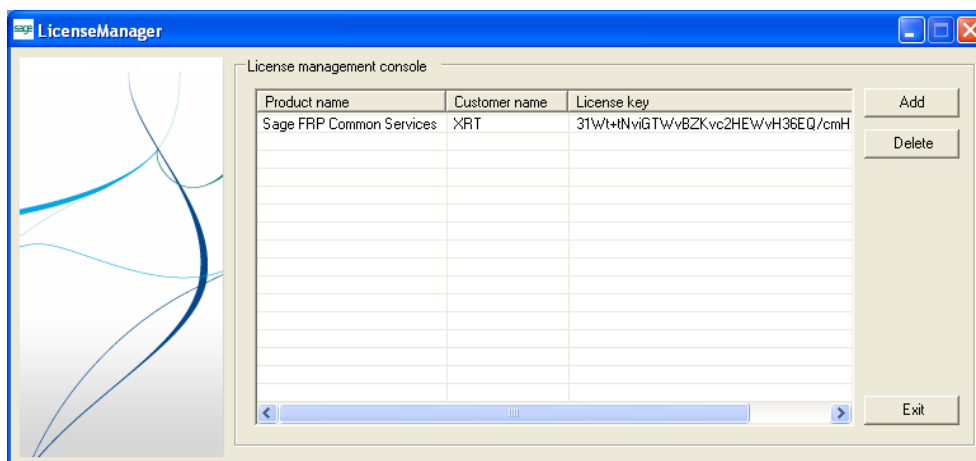 sage LicenseManager
License management console
Product name Customer name License key Add
Sage FRP Common Services XRT 31Wt+tNviGTWvBZKvc2HEWvH36EQ/cmH
Delete
Exit